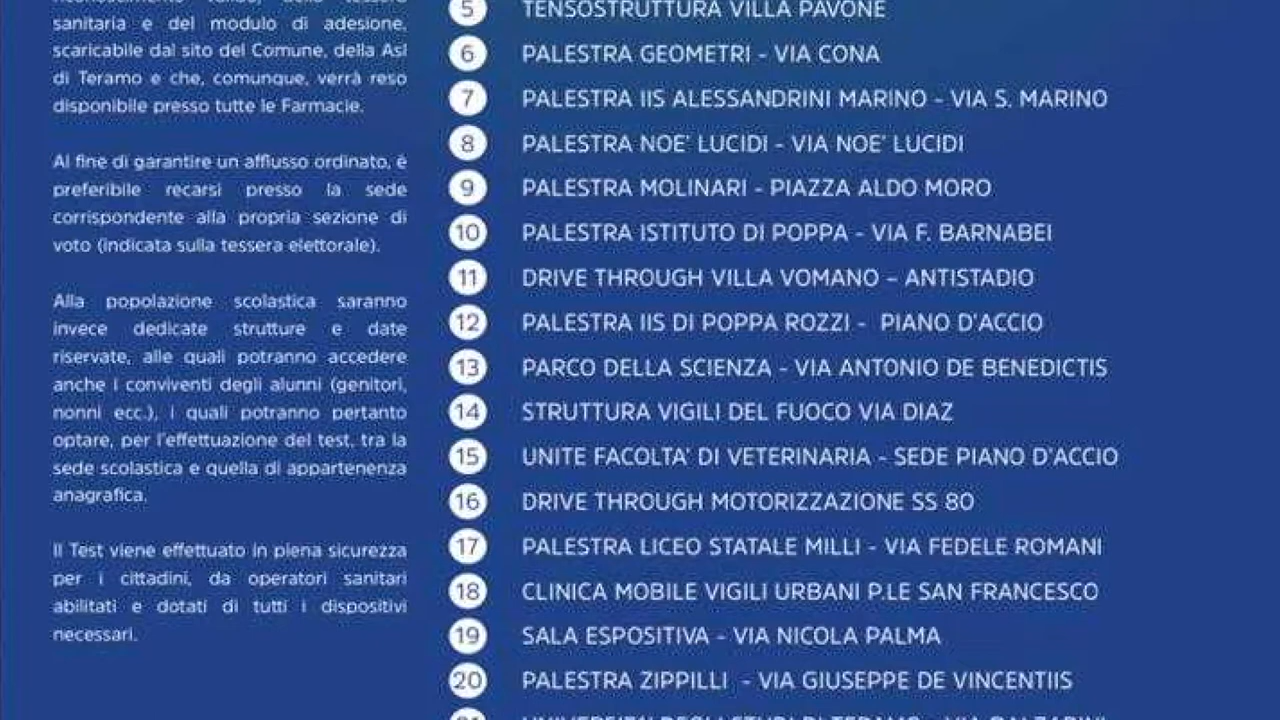 sanitaria e del modulo di adesione,
scaricabile dal sito del Comune, della Asl
di Teramo e che, comunque, verrà reso
disponibile presso tutte le Farmacie.
Al fine di garantire un afflusso ordinato, è
preferibile recarsi presso la sede
corrispondente alla propria sezione di
voto (indicata sulla tessera elettorale).
Alla popolazione scolastica saranno
invece dedicate strutture e date
riservate, alle quali potranno accedere
anche i conviventi degli alunni (genitori,
nonni ecc.), i quali potranno pertanto
optare, per l'effettuazione del test, tra la
sede scolastica e quella di appartenenza
anagrafica.
Il Test viene effettuato in piena sicurezza
per i cittadini, da operatori sanitari
abilitati e dotati di tutti i dispositivi
necessari.
5 TENSOSTRUTTURA VILLA PAVONE
6 PALESTRA GEOMETRI - VIA CONA
7 PALESTRA IIS ALESSANDRINI MARINO - VIA S. MARINO
8 PALESTRA NOE' LUCIDI - VIA NOE' LUCIDI
9 PALESTRA MOLINARI - PIAZZA ALDO MORO
10 PALESTRA ISTITUTO DI POPPA - VIA F. BARNABEI
11 DRIVE THROUGH VILLA VOMANO – ANTISTADIO
12 PALESTRA IIS DI POPPA ROZZI - PIANO D'ACCIO
13 PARCO DELLA SCIENZA - VIA ANTONIO DE BENEDICTIS
14 STRUTTURA VIGILI DEL FUOCO VIA DIAZ
15 UNITE FACOLTA' DI VETERINARIA - SEDE PIANO D'ACCIO
16 DRIVE THROUGH MOTORIZZAZIONE SS 80
17 PALESTRA LICEO STATALE MILLI - VIA FEDELE ROMANI
18 CLINICA MOBILE VIGILI URBANI P.LE SAN FRANCESCO
19 SALA ESPOSITIVA - VIA NICOLA PALMA
20 PALESTRA ZIPPILLI - VIA GIUSEPPE DE VINCENTIIS